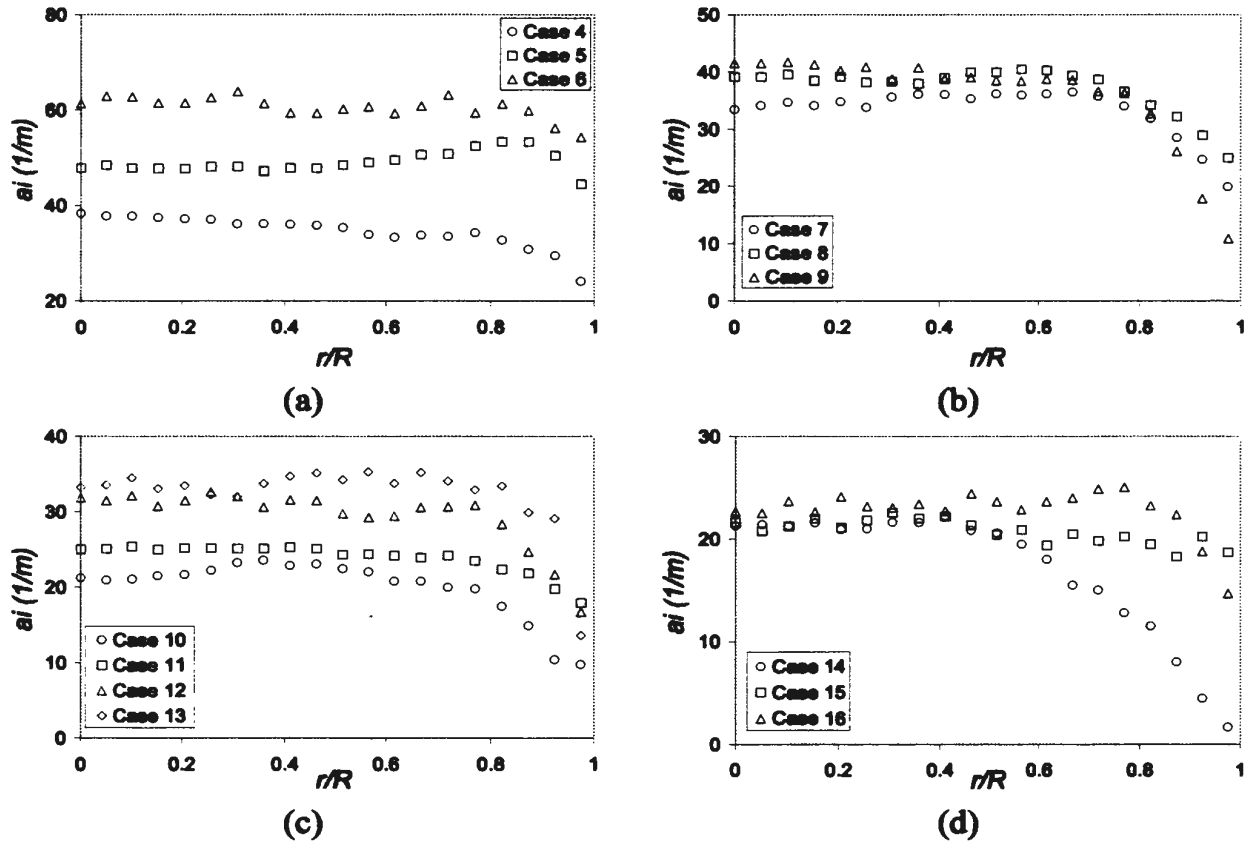 80
60
40
20
ai (1/m)
Case 4
Case 5
Case 6
0 0.2 0.4 0.6 0.8 1
r/R
(a)
50
40
30
20
10
0
ai (1/m)
Case 7
Case 8
Case 9
0 0.2 0.4 0.6 0.8 1
r/R
(b)
40
30
20
10
0
ai (1/m)
Case 10
Case 11
Case 12
Case 13
0 0.2 0.4 0.6 0.8 1
r/R
(c)
30
20
10
0
ai (1/m)
Case 14
Case 15
Case 16
0 0.2 0.4 0.6 0.8 1
r/R
(d)